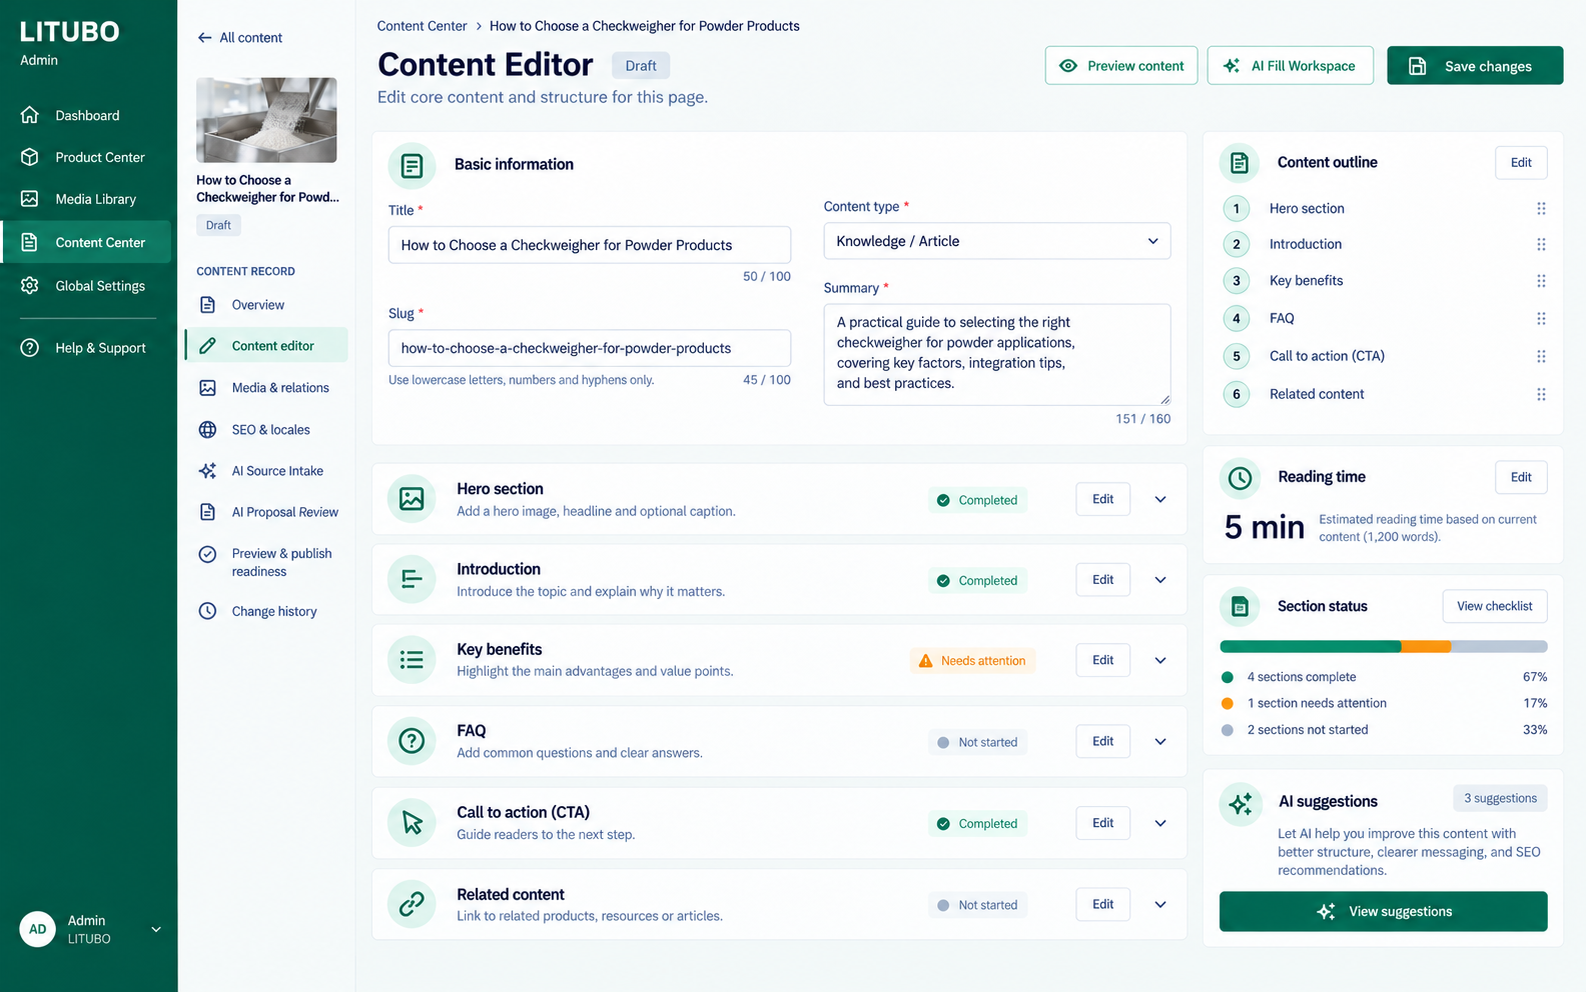 LITUBO
Admin
Dashboard
Product Center
Media Library
Content Center
Global Settings
Help & Support
AD
Admin
LITUBO
All content
How to Choose a
Checkweigher for Powd...
Draft
CONTENT RECORD
Overview
Content editor
Media & relations
SEO & locales
AI Source Intake
AI Proposal Review
Preview & publish
readiness
Change history
Content Center > How to Choose a Checkweigher for Powder Products
Content Editor
Draft
Edit core content and structure for this page.
Preview content
AI Fill Workspace
Save changes
Basic information
Title *
How to Choose a Checkweigher for Powder Products
50 / 100
Slug *
how-to-choose-a-checkweigher-for-powder-products
Use lowercase letters, numbers and hyphens only.
45 / 100
Content type *
Knowledge / Article
Summary *
A practical guide to selecting the right
checkweigher for powder applications,
covering key factors, integration tips,
and best practices.
151 / 160
Hero section
Add a hero image, headline and optional caption.
Completed
Edit
Introduction
Introduce the topic and explain why it matters.
Completed
Edit
Key benefits
Highlight the main advantages and value points.
Needs attention
Edit
FAQ
Add common questions and clear answers.
Not started
Edit
Call to action (CTA)
Guide readers to the next step.
Completed
Edit
Related content
Link to related products, resources or articles.
Not started
Edit
Content outline
Edit
1 Hero section
2 Introduction
3 Key benefits
4 FAQ
5 Call to action (CTA)
6 Related content
Reading time
Edit
5 min
Estimated reading time based on current
content (1,200 words).
Section status
View checklist
4 sections complete 67%
1 section needs attention 17%
2 sections not started 33%
AI suggestions
3 suggestions
Let AI help you improve this content with
better structure, clearer messaging, and SEO
recommendations.
View suggestions